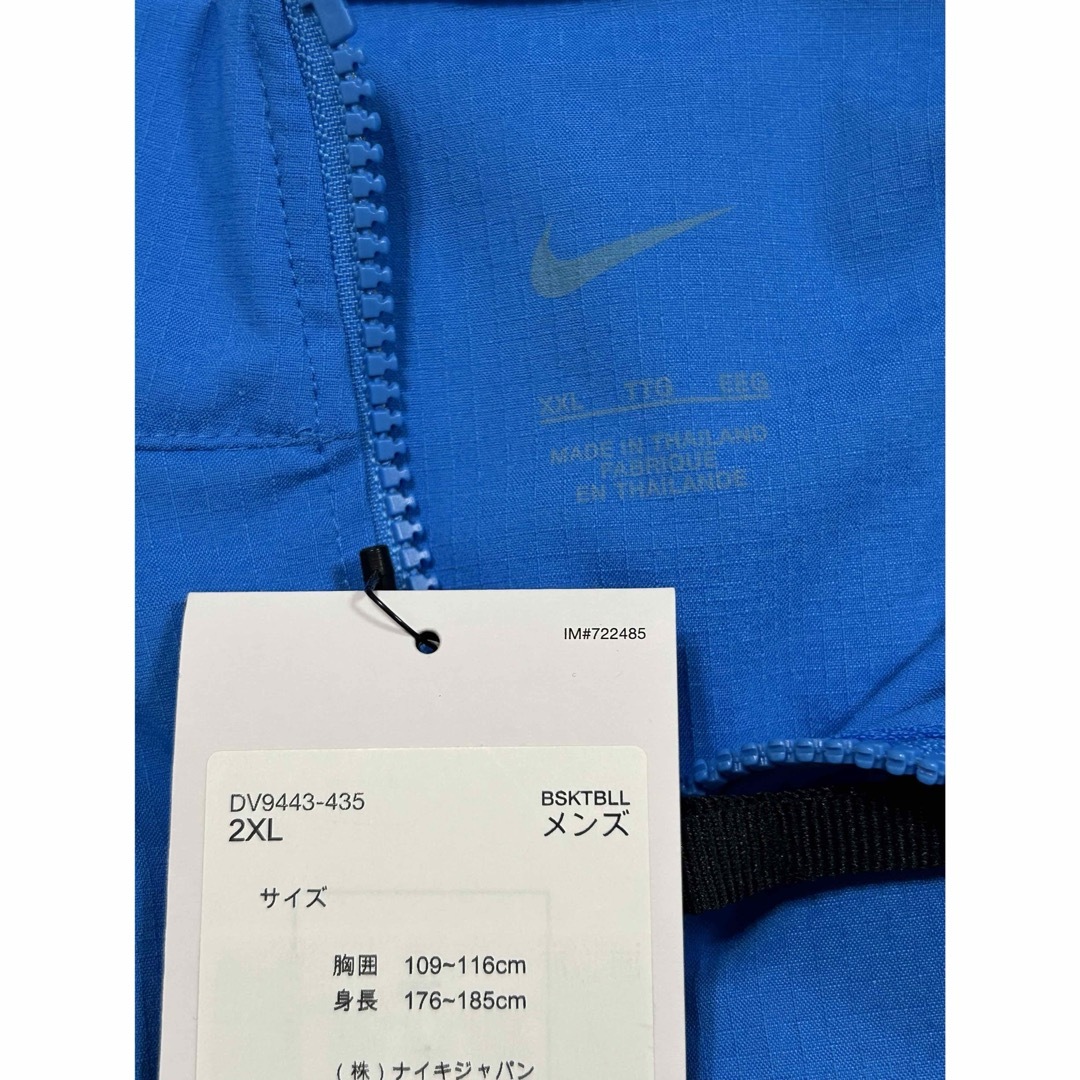 XXL TTG EEG
MADE IN THAILAND
FABRIQUE
EN THAILANDE
IM#722485
DV9443-435
BSKTBLL
2XL
メンズ
サイズ
胸囲 109~116cm
身長 176~185cm
(株)ナイキジャパン